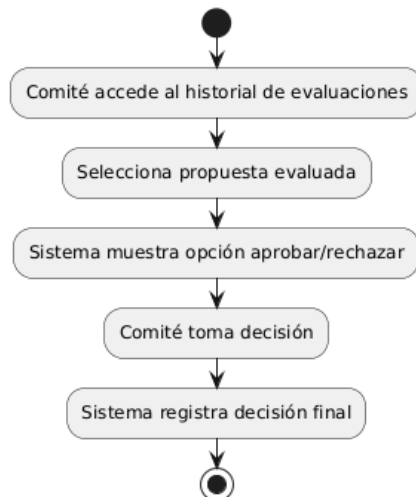 Comité accede al historial de evaluaciones
Selecciona propuesta evaluada
Sistema muestra opción aprobar/rechazar
Comité toma decisión
Sistema registra decisión final